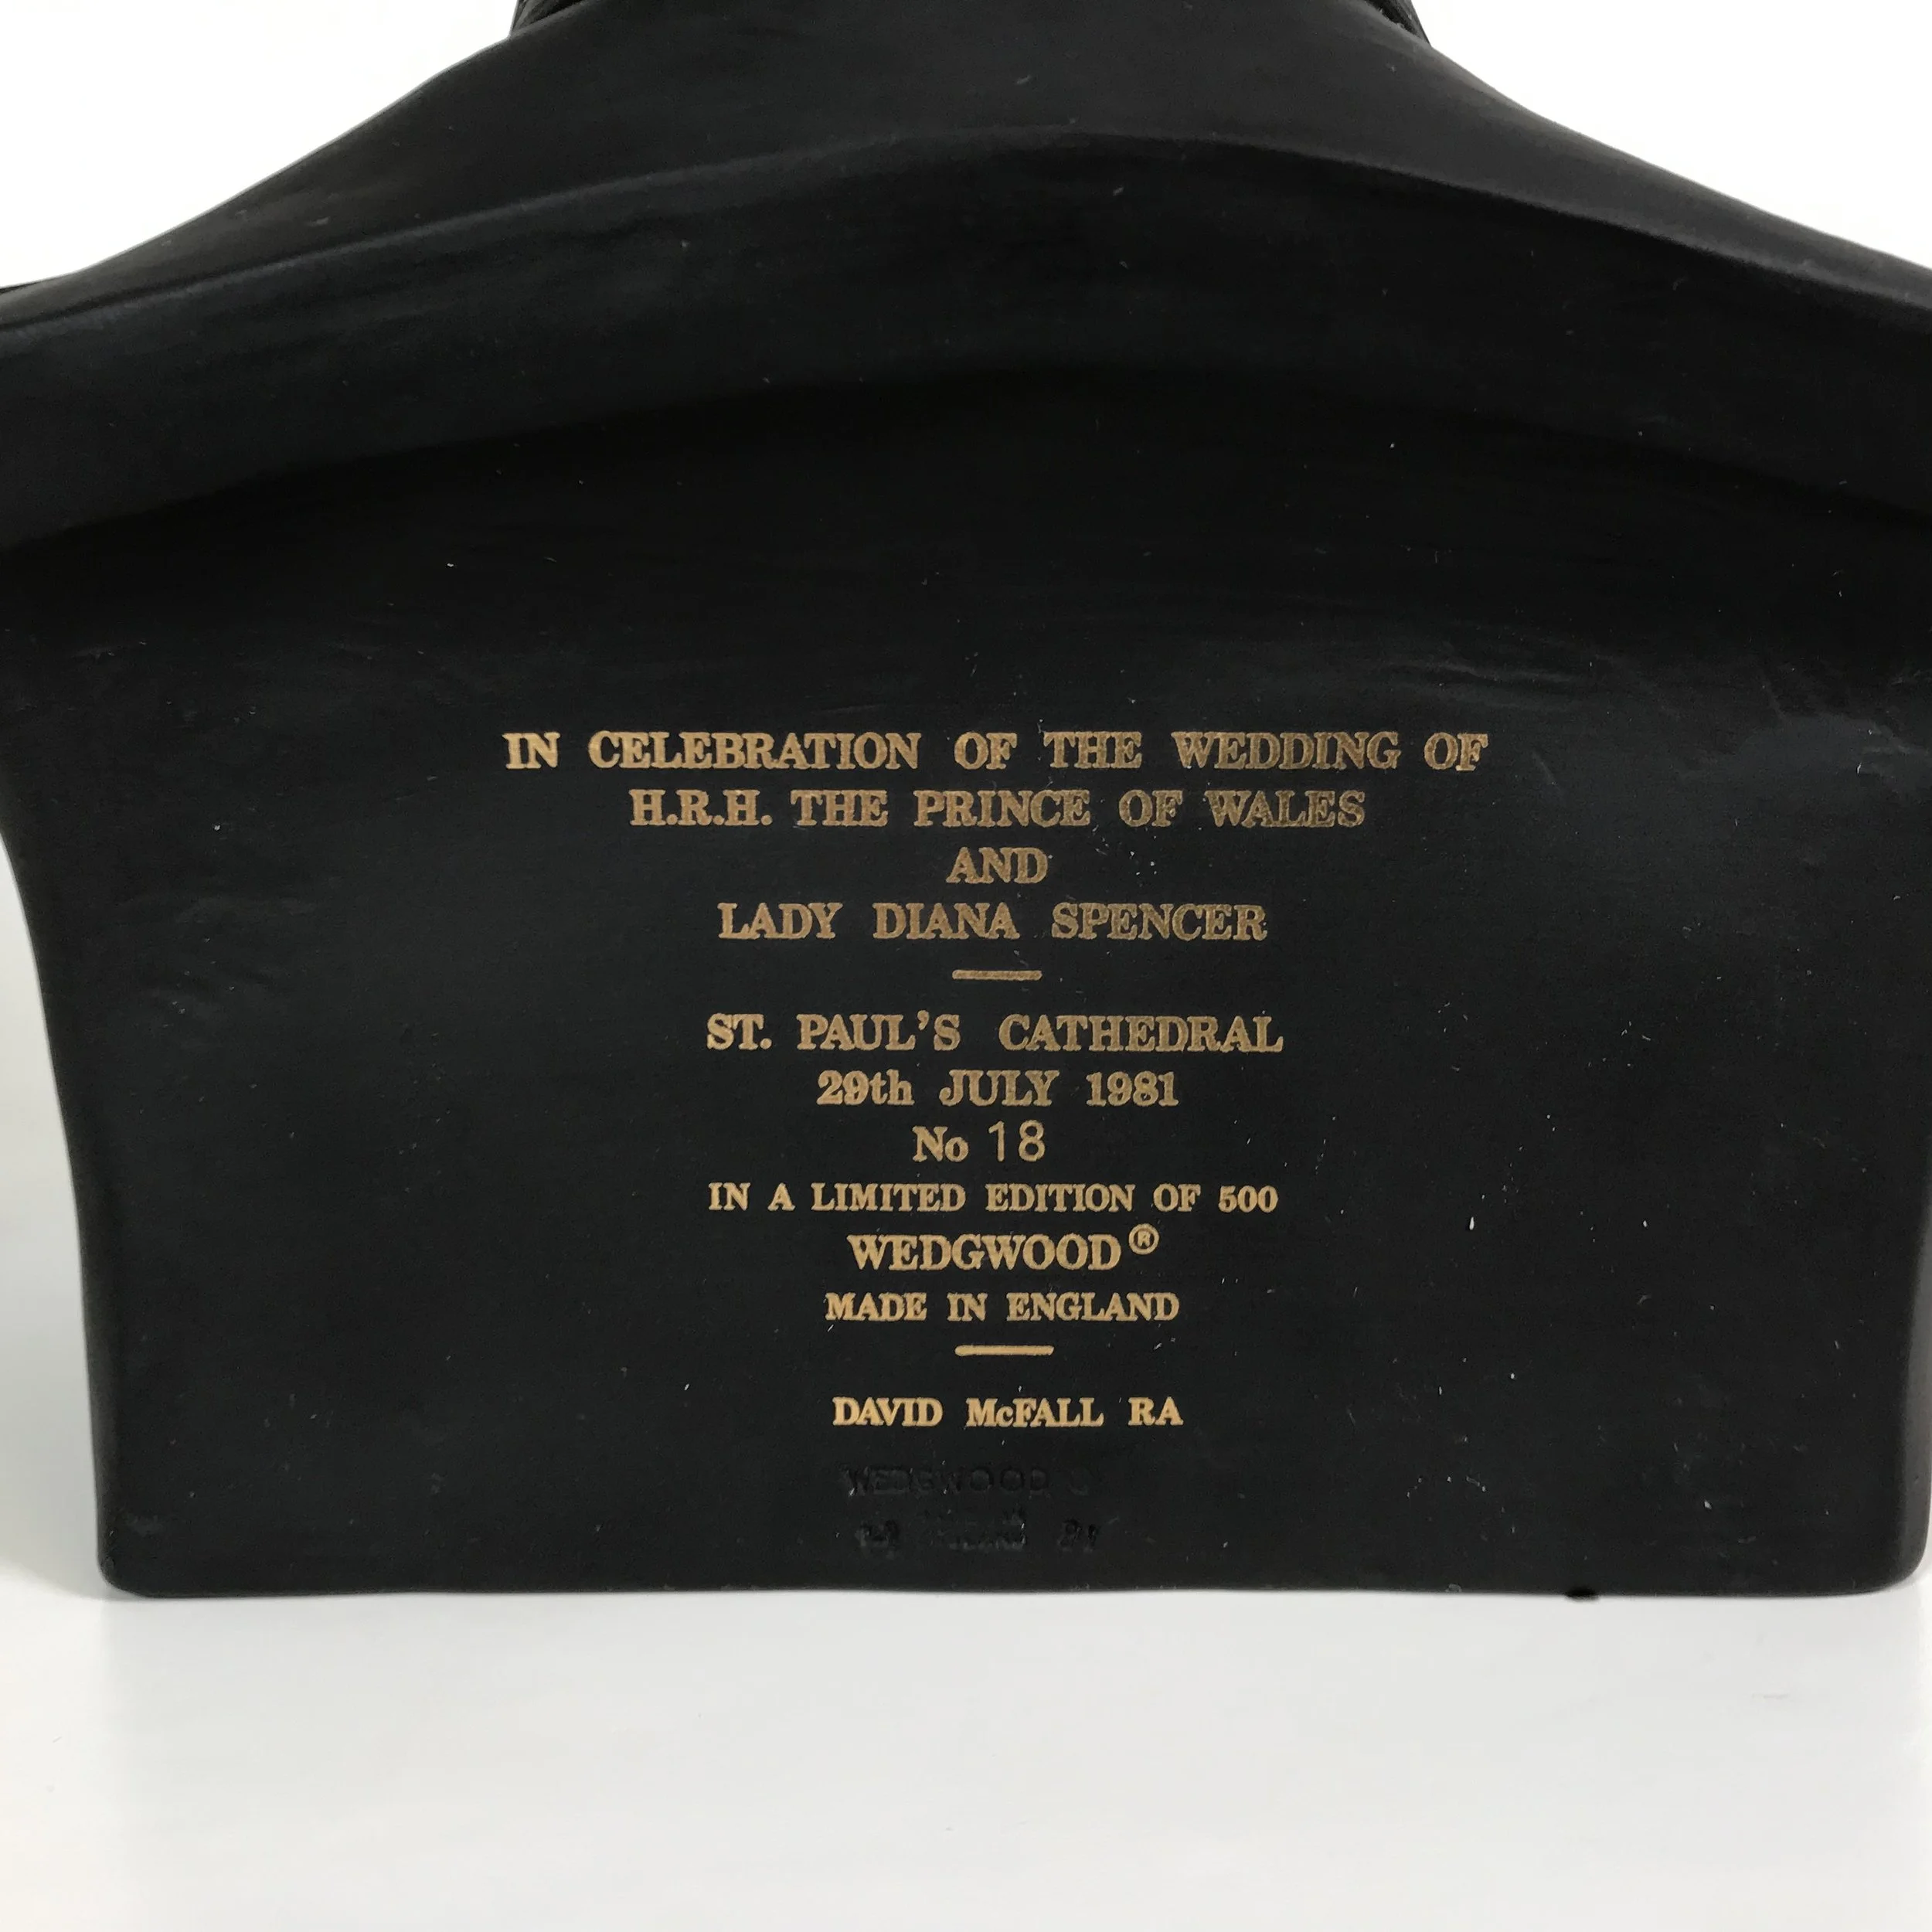 IN CELEBRATION OF THE WEDDING OF
H.R.H. THE PRINCE OF WALES
AND
LADY DIANA SPENCER
ST. PAUL'S CATHEDRAL
29th JULY 1981
No 18
IN A LIMITED EDITION OF 500
WEDGWOOD®
MADE IN ENGLAND
DAVID McFALL RA
WEDGWOOD